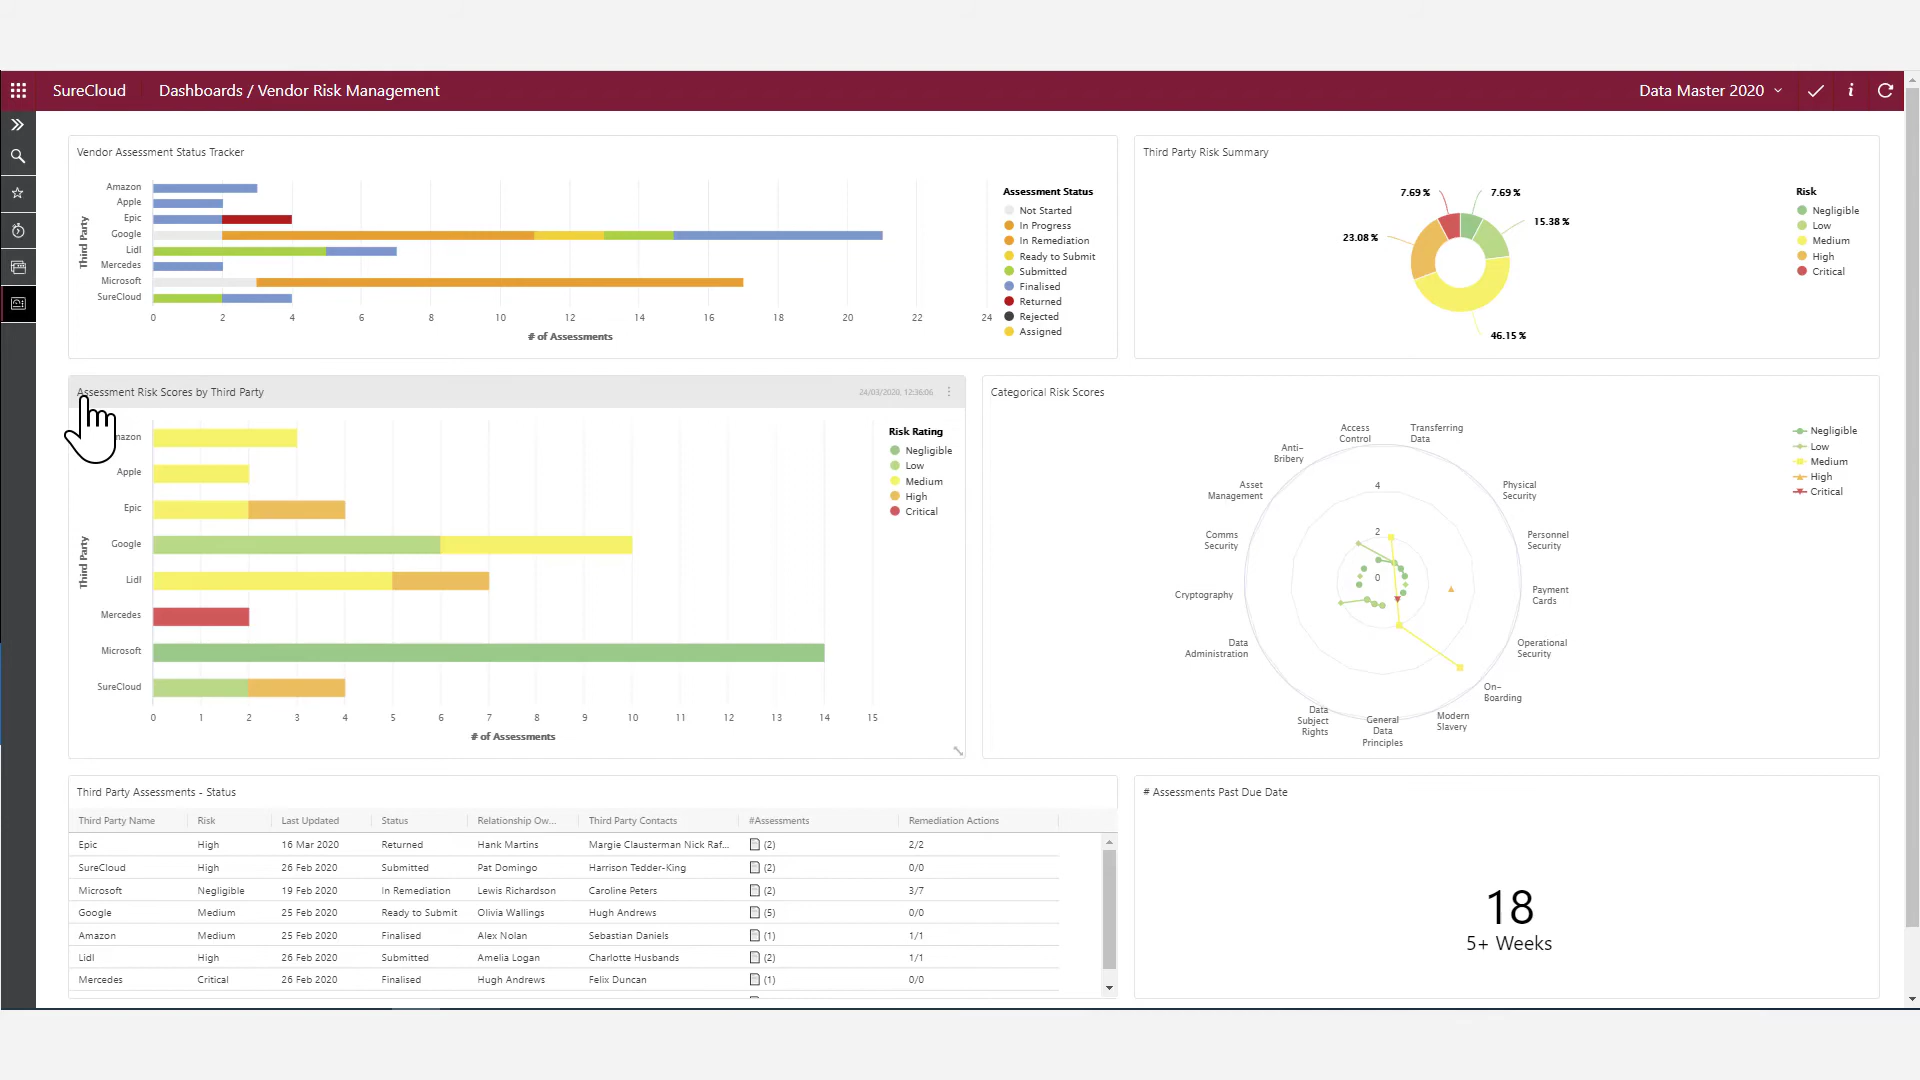 SureCloud
Dashboards / Vendor Risk Management
Data Master 2020
Vendor Assessment Status Tracker
Third Party
Amazon
Apple
Epic
Google
Lidl
Mercedes
Microsoft
SureCloud
0 2 4 6 8 10 12 14 16 18 20 22 24
# of Assessments
Assessment Status
Not Started
In Progress
In Remediation
Ready to Submit
Submitted
Finalised
Returned
Rejected
Assigned
Third Party Risk Summary
7.69 % 7.69 %
15.38 %
23.08 %
46.15 %
Risk
Negligible
Low
Medium
High
Critical
Assessment Risk Scores by Third Party
24/03/2020, 12:36:06
Third Party
mazon
Apple
Epic
Google
Lidl
Mercedes
Microsoft
SureCloud
0 1 2 3 4 5 6 7 8 9 10 11 12 13 14 15
# of Assessments
Risk Rating
Negligible
Low
Medium
High
Critical
Categorical Risk Scores
Access
Control
Transferring
Data
Physical
Security
Personnel
Security
Payment
Cards
Operational
Security
On-
Boarding
Modern
Slavery
General
Data
Principles
Data
Subject
Rights
Data
Administration
Cryptography
Comms
Security
Asset
Management
Anti-
Bribery
4
2
0
Negligible
Low
Medium
High
Critical
Third Party Assessments - Status
Third Party Name Risk Last Updated Status Relationship Ow... Third Party Contacts #Assessments Remediation Actions
Epic High 16 Mar 2020 Returned Hank Martins Margie Clausterman Nick Raf... (2) 2/2
SureCloud High 26 Feb 2020 Submitted Pat Domingo Harrison Tedder-King (2) 0/0
Microsoft Negligible 19 Feb 2020 In Remediation Lewis Richardson Caroline Peters (2) 3/7
Google Medium 25 Feb 2020 Ready to Submit Olivia Wallings Hugh Andrews (5) 0/0
Amazon Medium 25 Feb 2020 Finalised Alex Nolan Sebastian Daniels (1) 1/1
Lidl High 26 Feb 2020 Submitted Amelia Logan Charlotte Husbands (2) 1/1
Mercedes Critical 26 Feb 2020 Finalised Hugh Andrews Felix Duncan (1) 0/0
# Assessments Past Due Date
18
5+ Weeks